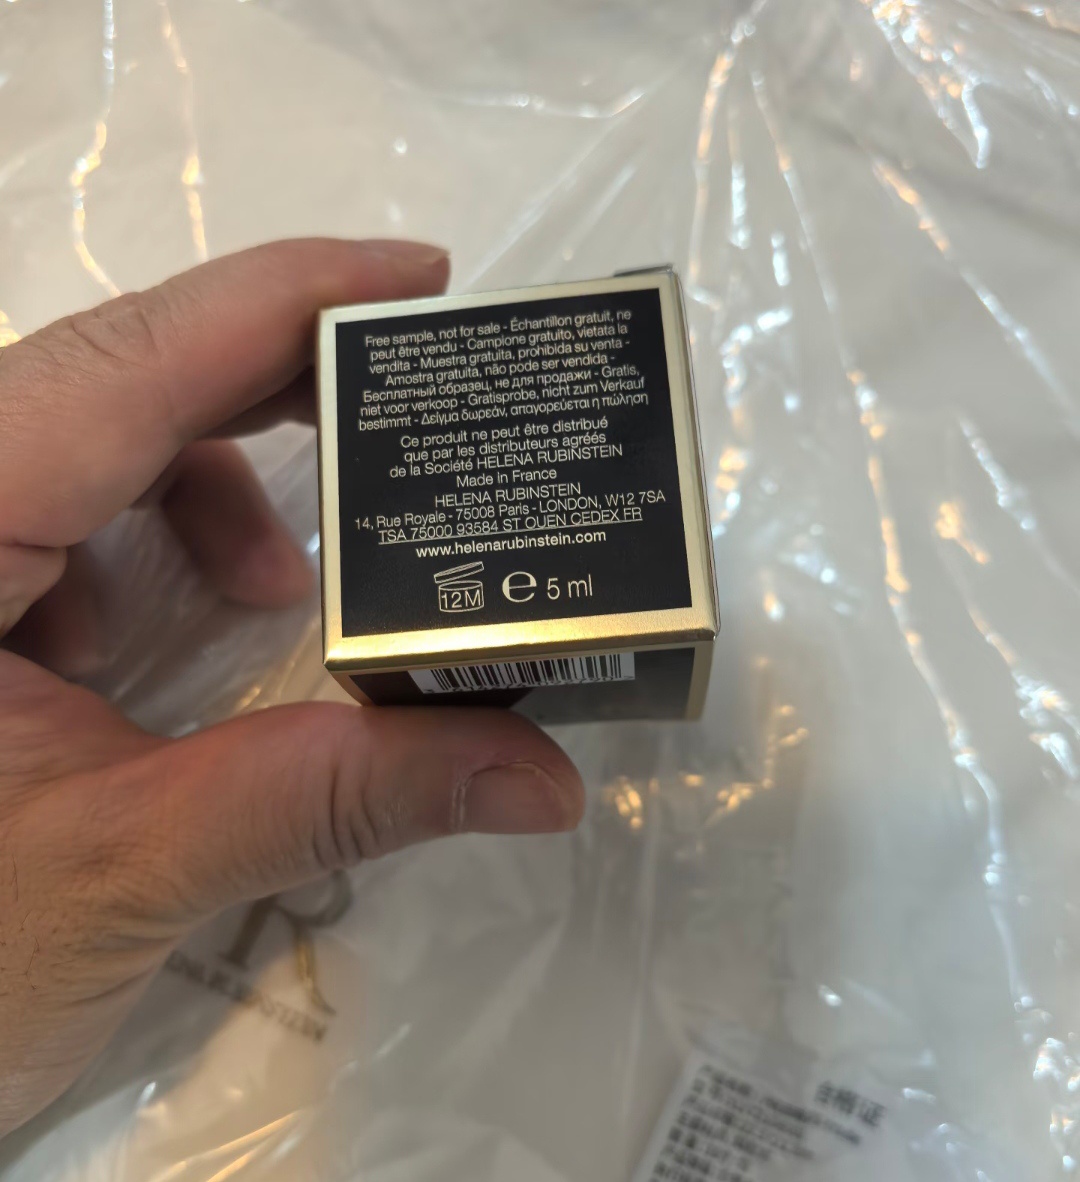 Free sample, not for sale - Échantillon gratuit, ne
peut être vendu - Campione gratuito, vietata la
vendita - Muestra gratuita, prohibida su venta -
Amostra gratuita, não pode ser vendida -
Бесплатный образец, не для продажи - Gratis,
niet voor verkoop - Gratisprobe, nicht zum Verkauf
bestimmt - Δείγμα δωρεάν, απαγορεύεται η πώληση
Ce produit ne peut être distribué
que par les distributeurs agréés
de la Société HELENA RUBINSTEIN
Made in France
HELENA RUBINSTEIN
14, Rue Royale - 75008 Paris - LONDON, W12 7SA
TSA 75000 93584 ST OUEN CEDEX FR
www.helenarubinstein.com
12M e 5 ml
合格证